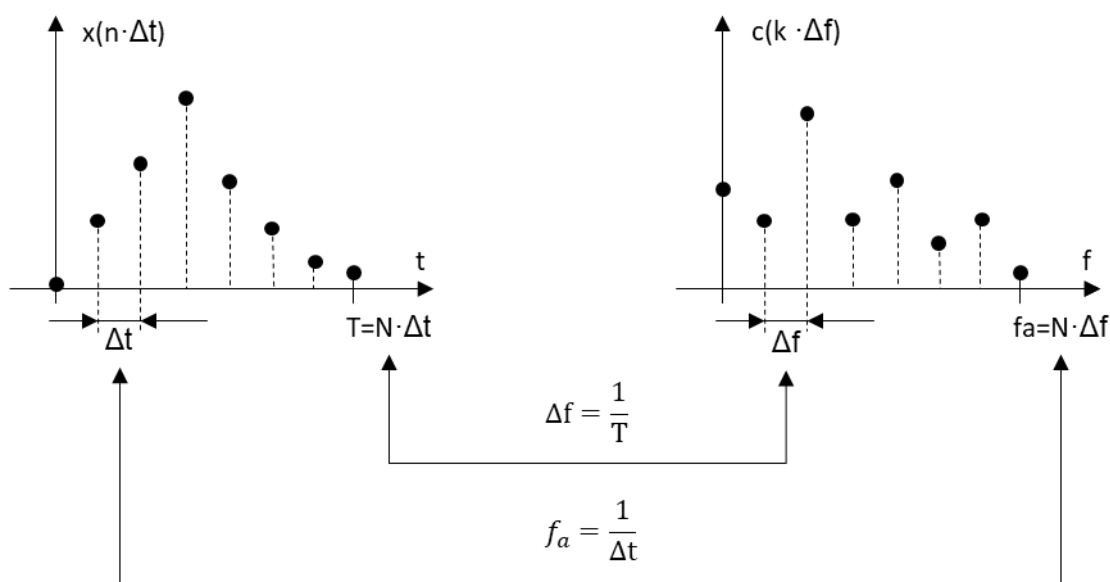 x(n·Δt)
c(k ·Δf)
t
f
Δt
T=N·Δt
Δf
fa=N·Δf
Δf = 1/T
f_a = 1/Δt